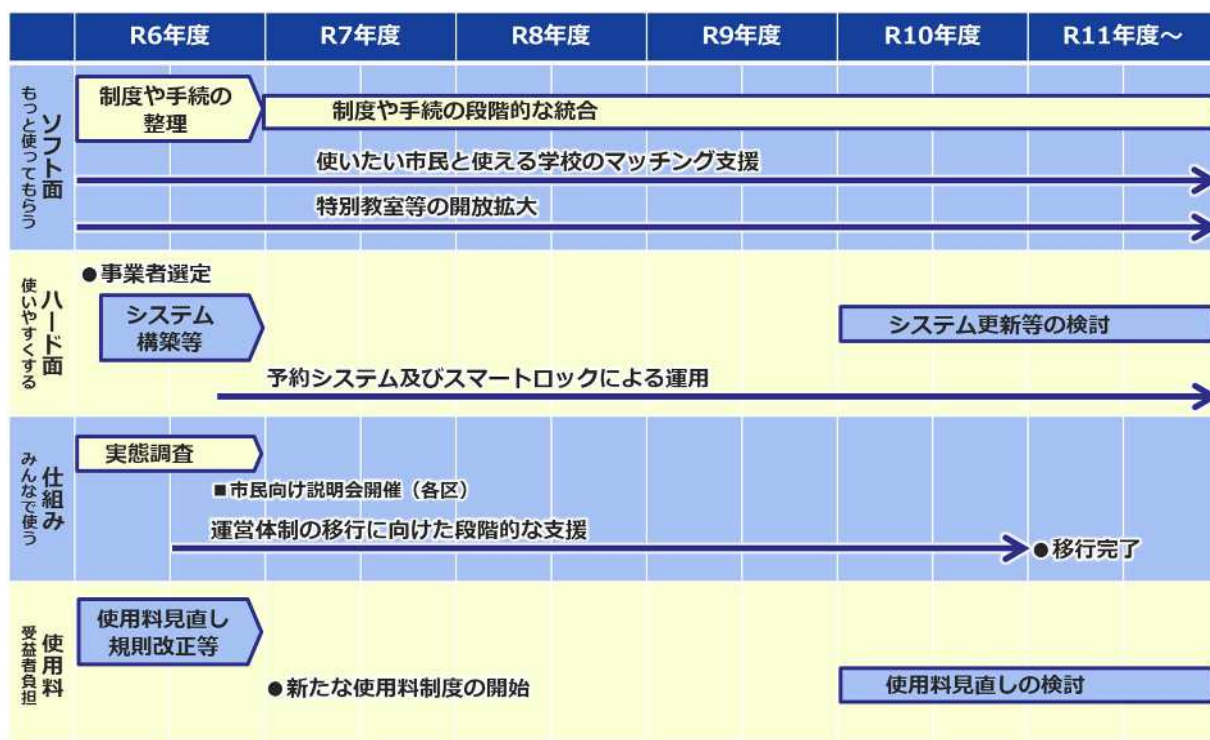 R6年度 R7年度 R8年度 R9年度 R10年度 R11年度～
ソフト面
もっと使ってもらう
制度や手続の
整理
制度や手続の段階的な統合
使いたい市民と使える学校のマッチング支援
特別教室等の開放拡大
ハード面
使いやすくする
●事業者選定
システム
構築等
システム更新等の検討
予約システム及びスマートロックによる運用
仕組み
みんなで使う
実態調査
■市民向け説明会開催（各区）
運営体制の移行に向けた段階的な支援
●移行完了
使用料
受益者負担
使用料見直し
規則改正等
●新たな使用料制度の開始
使用料見直しの検討